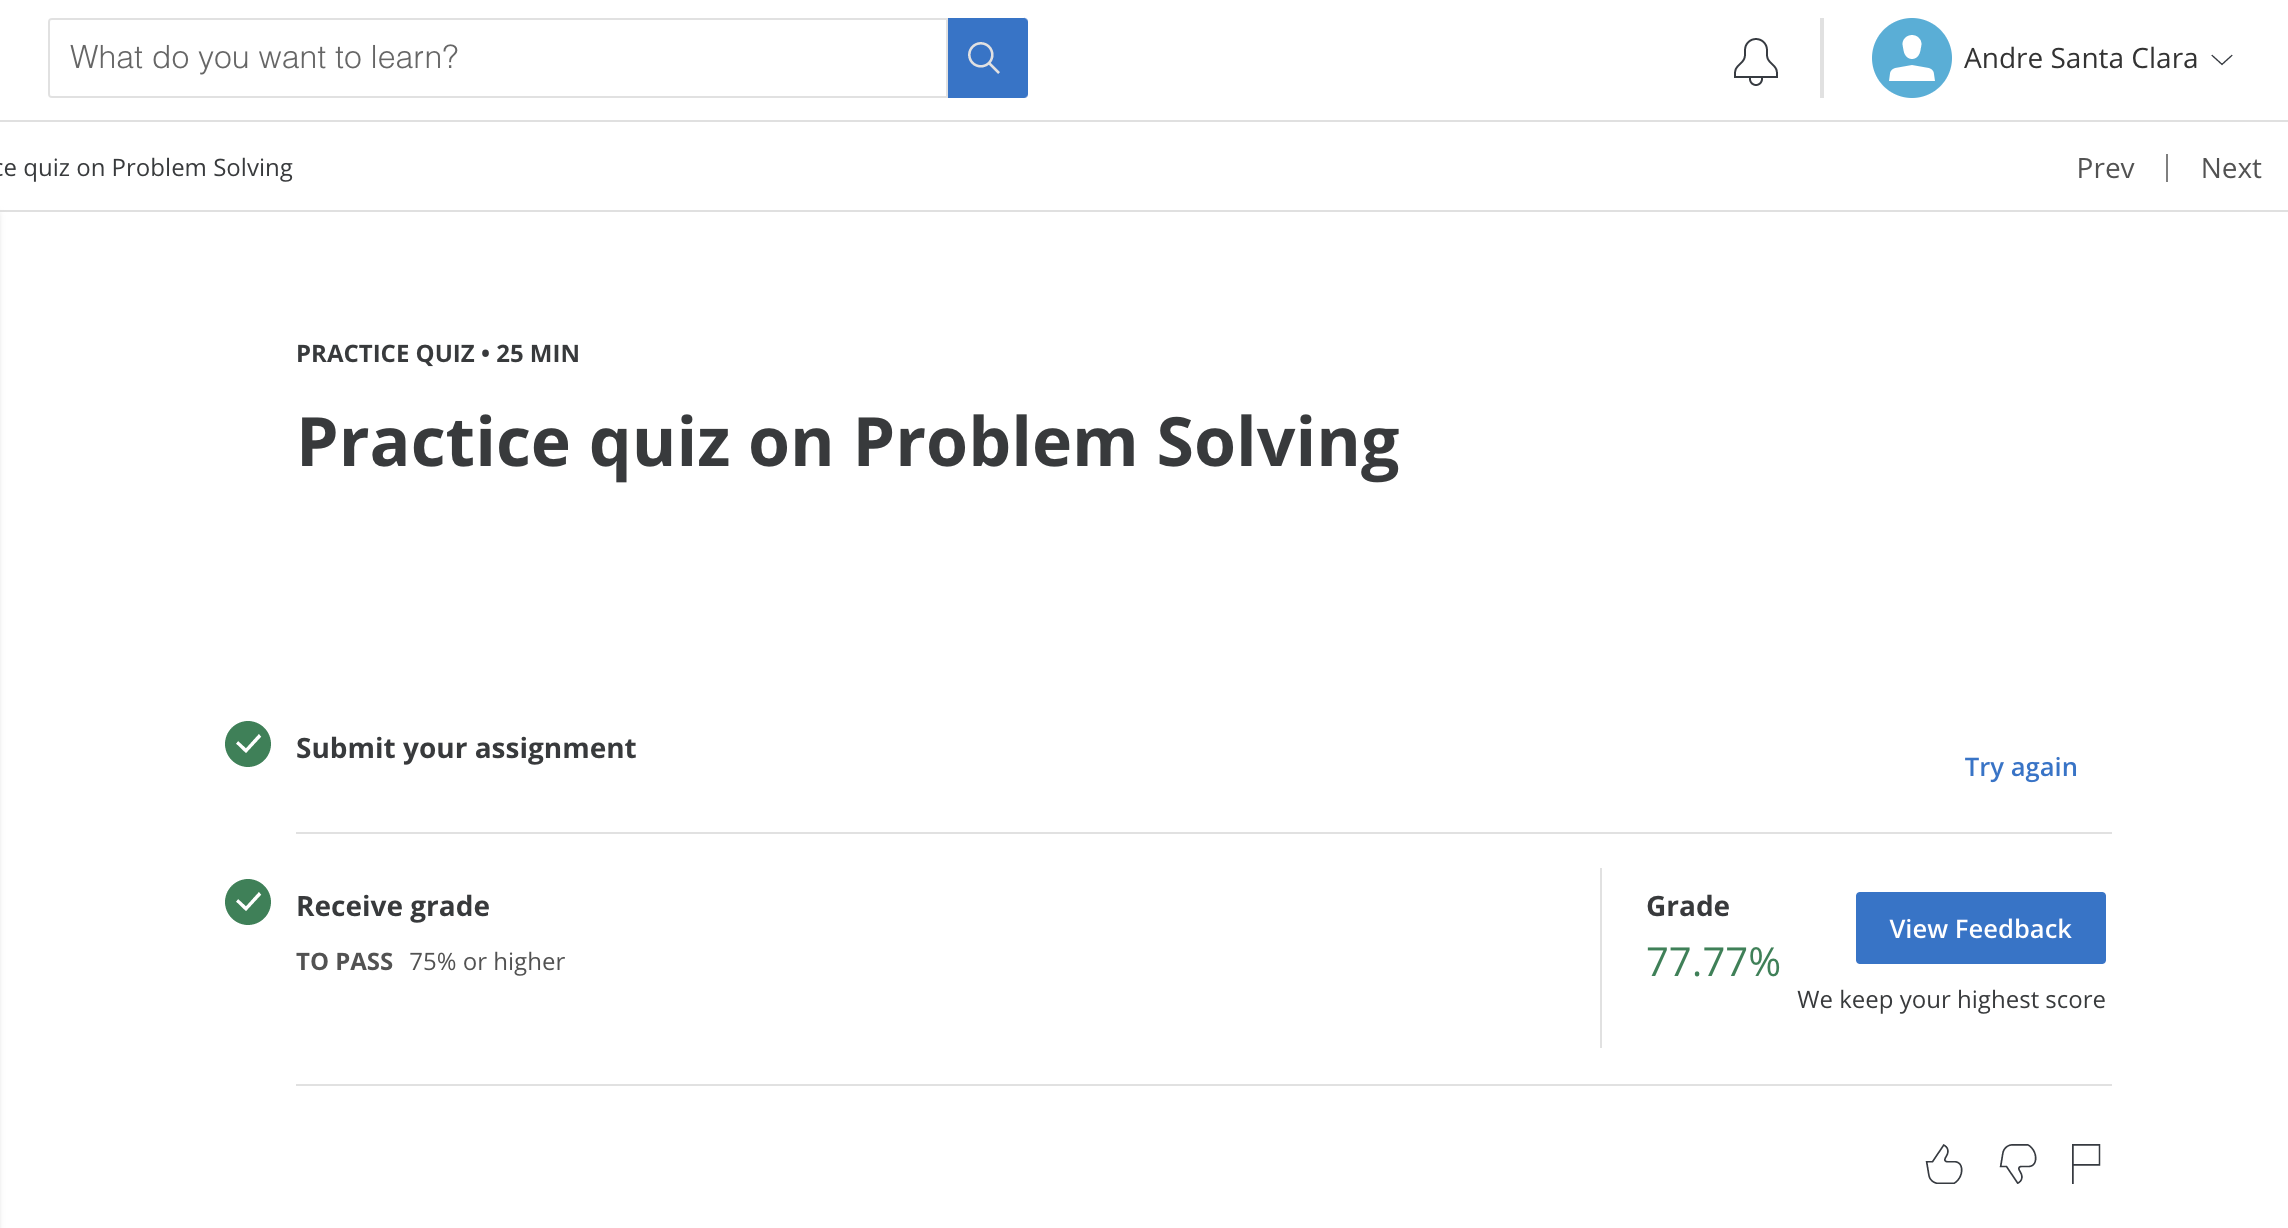 What do you want to learn?
Andre Santa Clara
quiz on Problem Solving
Prev
Next
PRACTICE QUIZ • 25 MIN
Practice quiz on Problem Solving
Submit your assignment
Try again
Receive grade
TO PASS 75% or higher
Grade
77.77%
View Feedback
We keep your highest score